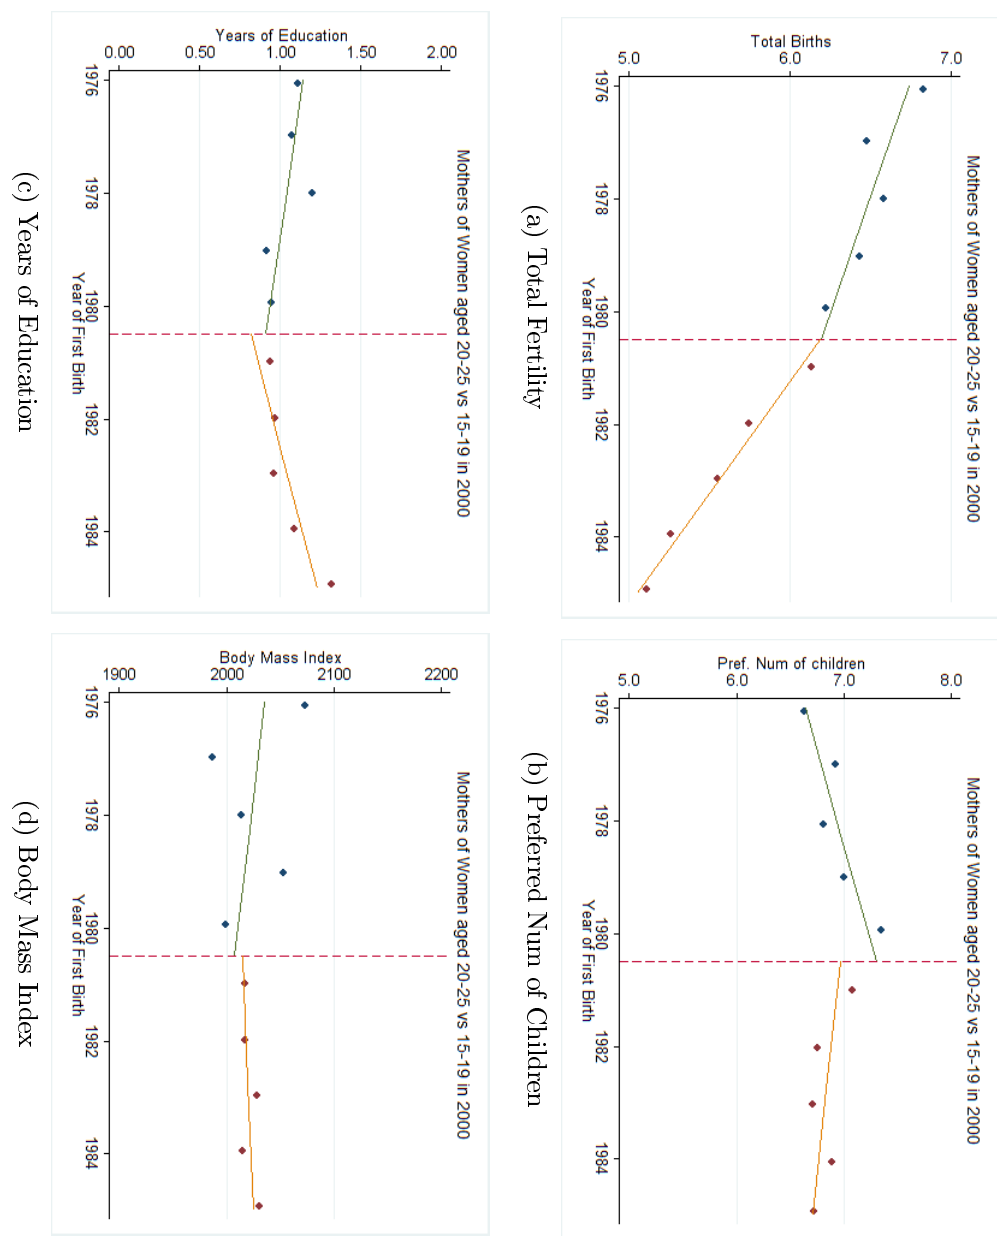 Mothers of Women aged 20-25 vs 15-19 in 2000
Total Births
5.0 6.0 7.0
1976 1978 1980 1982 1984
Year of First Birth
(a) Total Fertility
Mothers of Women aged 20-25 vs 15-19 in 2000
Pref. Num of children
5.0 6.0 7.0 8.0
1976 1978 1980 1982 1984
Year of First Birth
(b) Preferred Num of Children
Mothers of Women aged 20-25 vs 15-19 in 2000
Years of Education
0.00 0.50 1.00 1.50 2.00
1976 1978 1980 1982 1984
Year of First Birth
(c) Years of Education
Mothers of Women aged 20-25 vs 15-19 in 2000
Body Mass Index
1900 2000 2100 2200
1976 1978 1980 1982 1984
Year of First Birth
(d) Body Mass Index